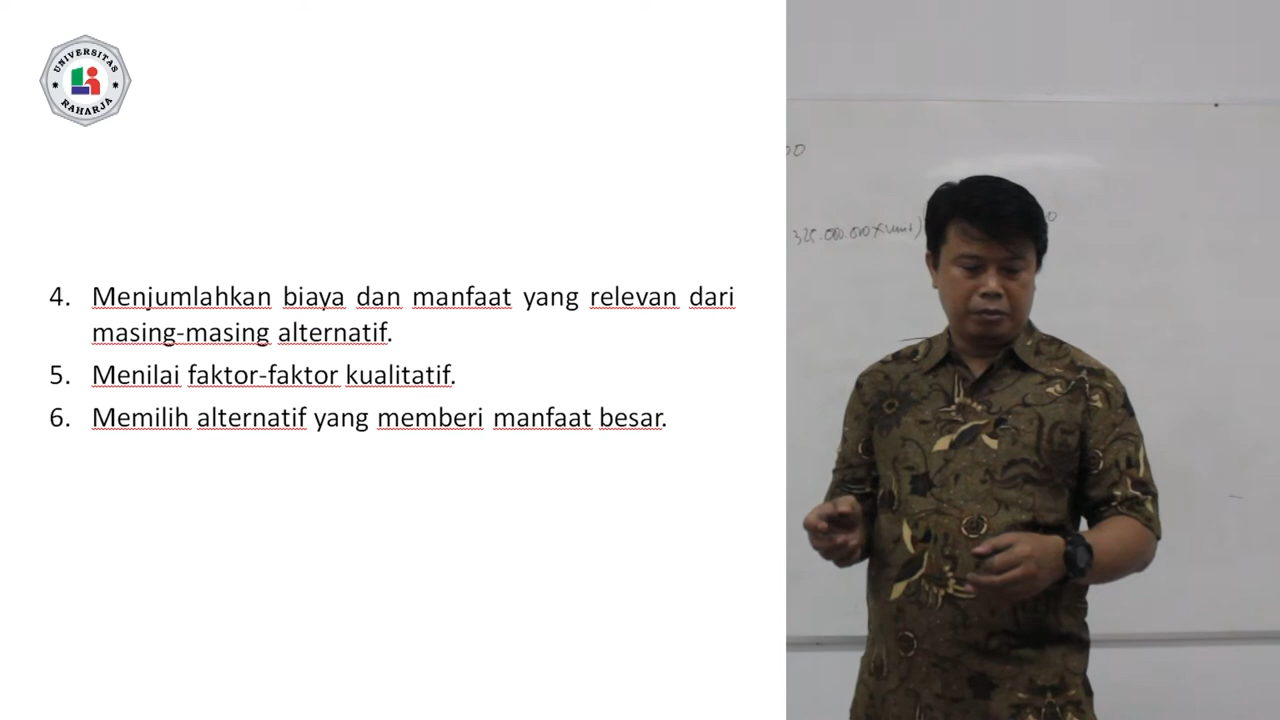 UNIVERSITAS
RAHARJA
4. Menjumlahkan biaya dan manfaat yang relevan dari
masing-masing alternatif.
5. Menilai faktor-faktor kualitatif.
6. Memilih alternatif yang memberi manfaat besar.